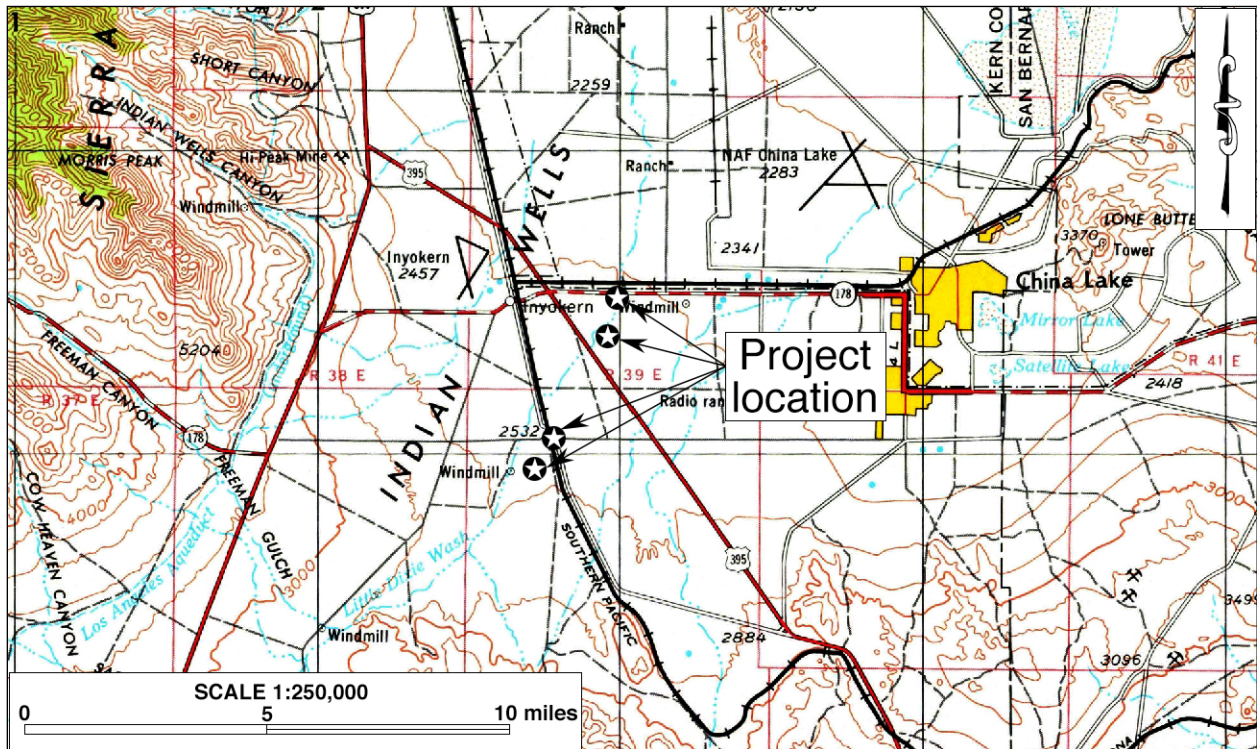 1
SIERRA
SHORT CANYON
INDIAN WELLS CANYON
MORRIS PEAK
Hi-Peak Mine
Windmill
395
Ranch
2259
Ranch
NAF China Lake
2283
KERN CO
SAN BERNAR
Lake
N
LONE BUTTE
3370
Tower
2341
WELLS
Inyokern
2457
Inyokern
Windmill
178
China Lake
Mirror Lake
Satellite Lake
R 41 E
2418
Project
location
5204
FREEMAN CANYON
R 37 E
R 38 E
R 39 E
(underground)
Radio ran
178
INDIAN
2532
Windmill
FREEMAN
GULCH
COW HEAVEN CANYON
4000
3000
Los Angeles Aqueduct
Little Dixie Wash
SOUTHERN PACIFIC
395
3000
Windmill
2884
3499
3096
SCALE 1:250,000
0
5
10 miles